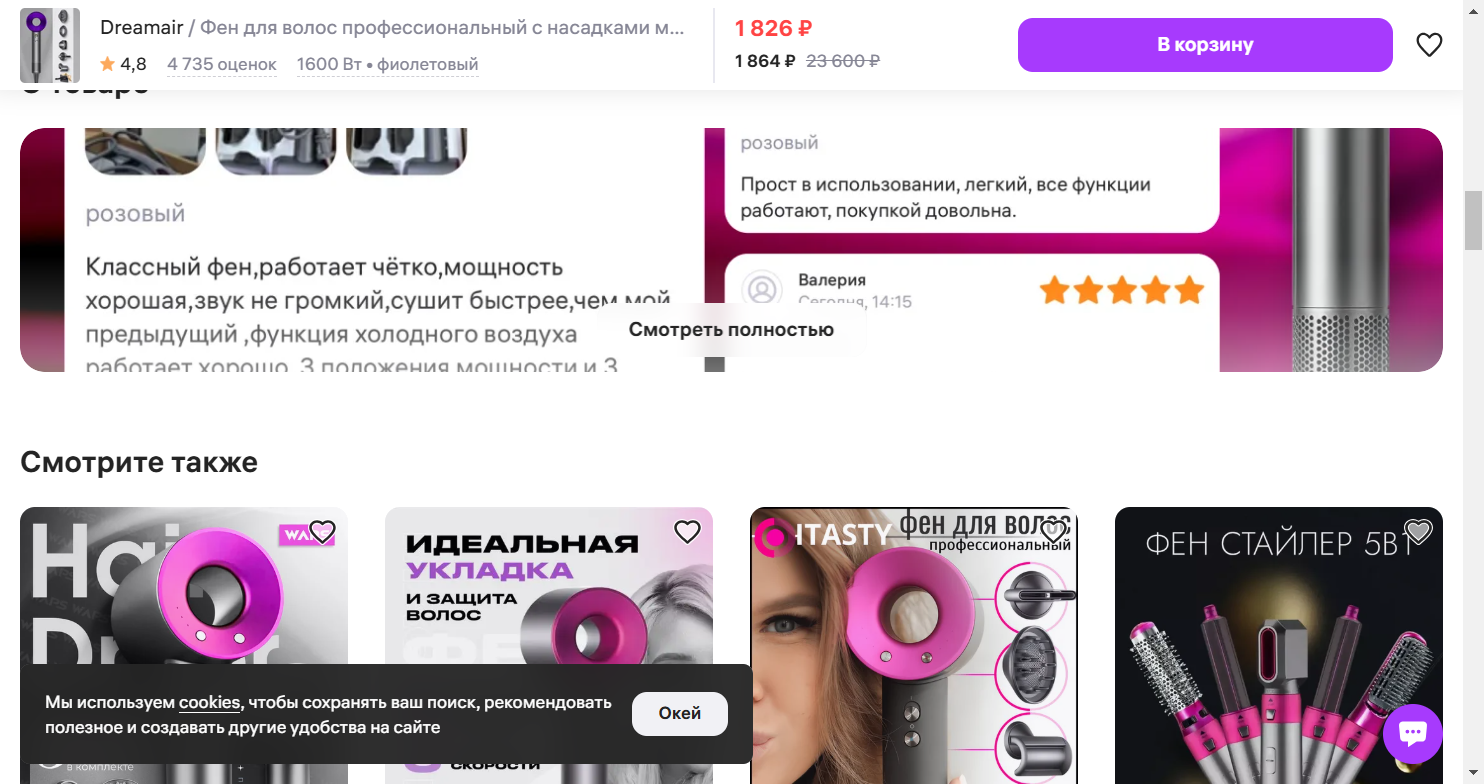 Dreamair / Фен для волос профессиональный с насадками м...
4,8 4 735 оценок 1600 Вт • фиолетовый
1 826 ₽
1 864 ₽ 23 600 ₽
В корзину
О товаре
розовый
Классный фен,работает чётко,мощность
хорошая,звук не громкий,сушит быстрее,чем мой
предыдущий ,функция холодного воздуха
работает хорошо, 3 положения мощности и 3
розовый
Прост в использовании, легкий, все функции
работают, покупкой довольна.
Валерия
Сегодня, 14:15
Смотреть полностью
Смотрите также
Hair
ИДЕАЛЬНАЯ
УКЛАДКА
И ЗАЩИТА
ВОЛОС
СКОРОСТИ
ITASTY
фен для волос
профессиональный
ФЕН СТАЙЛЕР 5В1
Мы используем cookies, чтобы сохранять ваш поиск, рекомендовать
полезное и создавать другие удобства на сайте
Окей
в комплекте